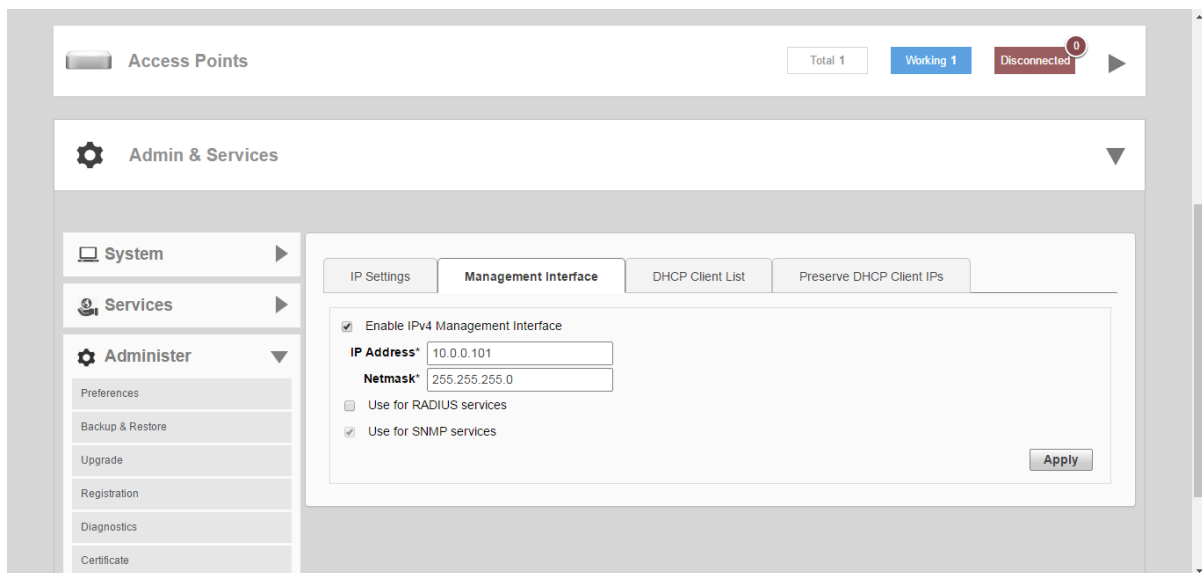 Access Points
Total 1
Working 1
Disconnected
0
Admin & Services
System
Services
Administer
Preferences
Backup & Restore
Upgrade
Registration
Diagnostics
Certificate
IP Settings
Management Interface
DHCP Client List
Preserve DHCP Client IPs
Enable IPv4 Management Interface
IP Address* 10.0.0.101
Netmask* 255.255.255.0
Use for RADIUS services
Use for SNMP services
Apply